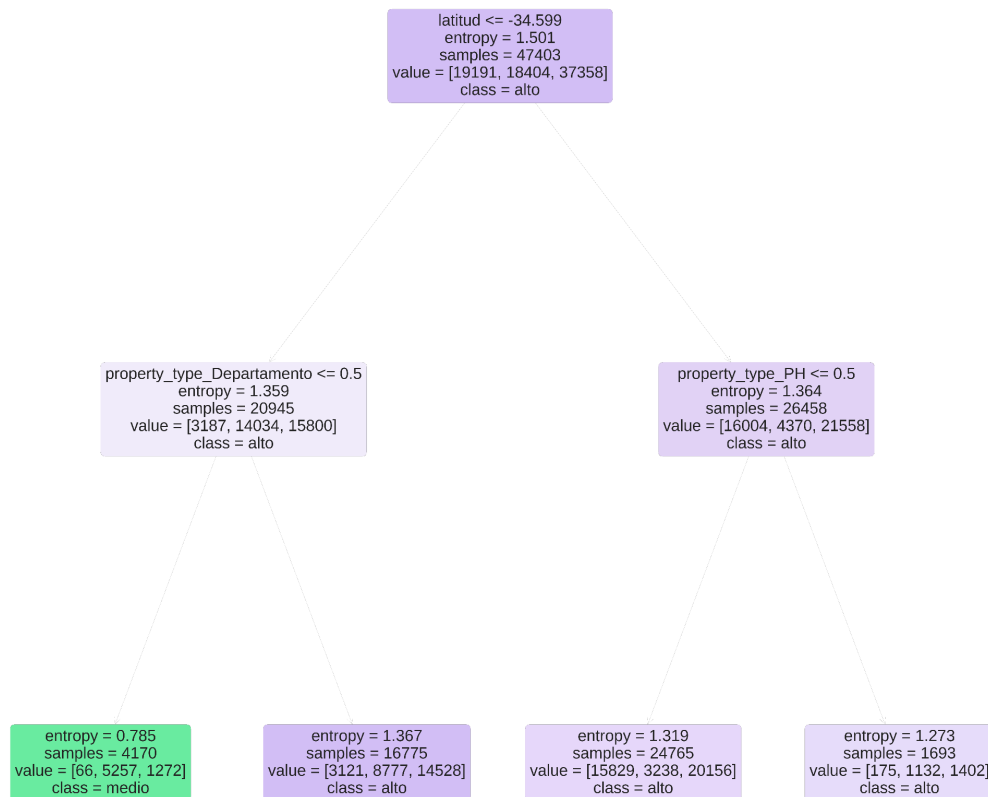 latitud <= -34.599
entropy = 1.501
samples = 47403
value = [19191, 18404, 37358]
class = alto
property_type_Departamento <= 0.5
entropy = 1.359
samples = 20945
value = [3187, 14034, 15800]
class = alto
property_type_PH <= 0.5
entropy = 1.364
samples = 26458
value = [16004, 4370, 21558]
class = alto
entropy = 0.785
samples = 4170
value = [66, 5257, 1272]
class = medio
entropy = 1.367
samples = 16775
value = [3121, 8777, 14528]
class = alto
entropy = 1.319
samples = 24765
value = [15829, 3238, 20156]
class = alto
entropy = 1.273
samples = 1693
value = [175, 1132, 1402]
class = alto